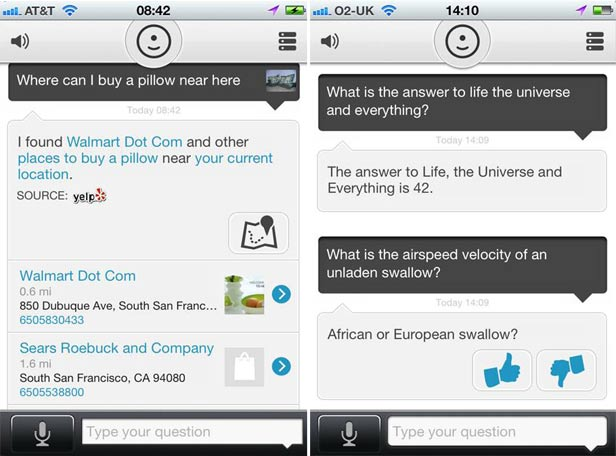 AT&T 08:42
Where can I buy a pillow near here
Today 08:42
I found Walmart Dot Com and other
places to buy a pillow near your current
location.
SOURCE: yelp
Walmart Dot Com
0.6 mi
850 Dubuque Ave, South San Franc...
6505830433
Sears Roebuck and Company
1.6 mi
South San Francisco, CA 94080
6505538800
Type your question
O2-UK 14:10
What is the answer to life the universe
and everything?
Today 14:09
The answer to Life, the Universe and
Everything is 42.
What is the airspeed velocity of an
unladen swallow?
Today 14:09
African or European swallow?
Type your question